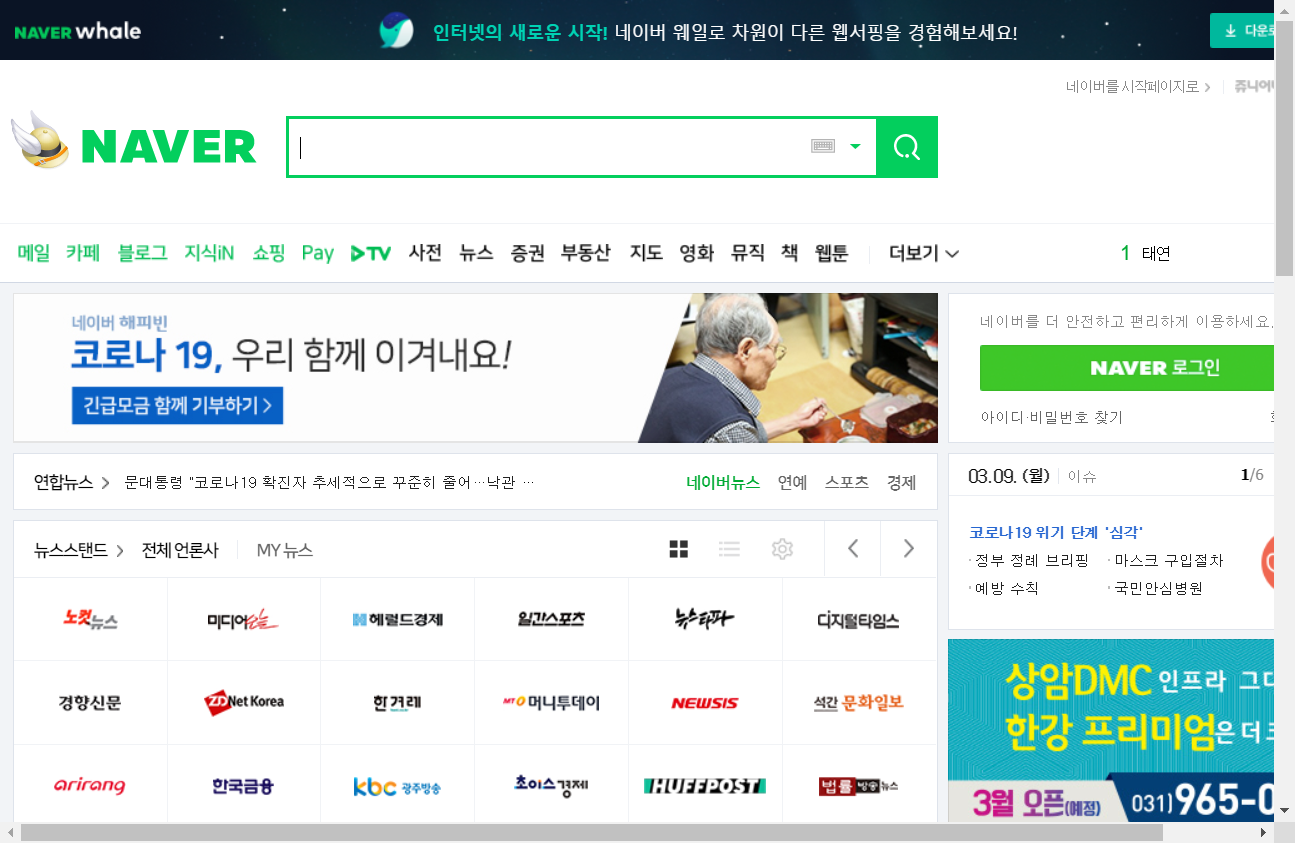 NAVER whale
인터넷의 새로운 시작! 네이버 웨일로 차원이 다른 웹서핑을 경험해보세요!
네이버를 시작페이지로
NAVER
메일 카페 블로그 지식iN 쇼핑 Pay TV 사전 뉴스 증권 부동산 지도 영화 뮤직 책 웹툰 더보기
1 태연
네이버 해피빈
코로나 19, 우리 함께 이겨내요!
긴급모금 함께 기부하기 >
네이버를 더 안전하고 편리하게 이용하세요.
NAVER 로그인
아이디·비밀번호 찾기
연합뉴스 > 문대통령 "코로나19 확진자 추세적으로 꾸준히 줄어…낙관 …
네이버뉴스 연예 스포츠 경제
03.09. (월) 이슈 1/6
코로나19 위기 단계 '심각'
· 정부 정례 브리핑 · 마스크 구입절차
· 예방 수칙 · 국민안심병원
뉴스스탠드 > 전체 언론사 MY 뉴스
노컷뉴스 미디어오늘 헤럴드경제 일간스포츠 뉴스타파 디지털타임스
경향신문 ZDNet Korea 한겨레 MT 머니투데이 NEWSIS 석간 문화일보
arirang 한국금융 kbc 광주방송 초이스경제 HUFFPOST 법률방송뉴스
상암DMC 인프라
한강 프리미엄은 더
3월 오픈(예정)
031)965-0